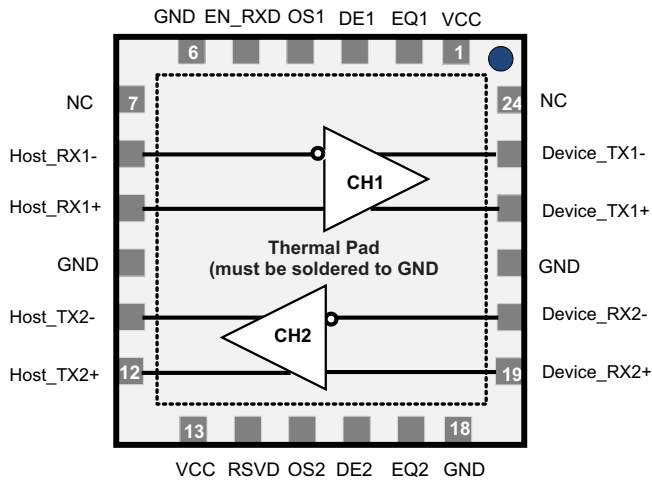 GND EN_RXD OS1 DE1 EQ1 VCC
6 1
NC 7 24 NC
Host_RX1- Device_TX1-
CH1
Host_RX1+ Device_TX1+
Thermal Pad
(must be soldered to GND
GND GND
Host_TX2- Device_RX2-
CH2
Host_TX2+ 12 19 Device_RX2+
13 18
VCC RSVD OS2 DE2 EQ2 GND